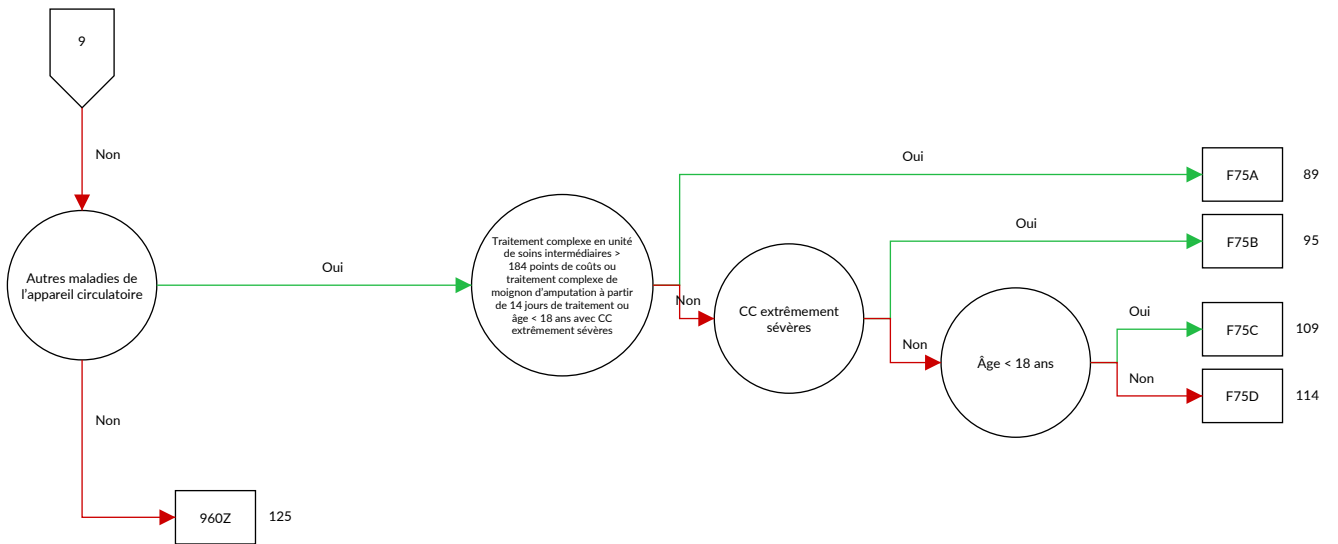 9
Non
Autres maladies de
l'appareil circulatoire
Oui
Traitement complexe en unité
de soins intermédiaires >
184 points de coûts ou
traitement complexe de
moignon d'amputation à partir
de 14 jours de traitement ou
âge < 18 ans avec CC
extrêmement sévères
Oui
F75A
89
Non
CC extrêmement
sévères
Oui
F75B
95
Non
Âge < 18 ans
Oui
F75C
109
Non
F75D
114
Non
960Z
125